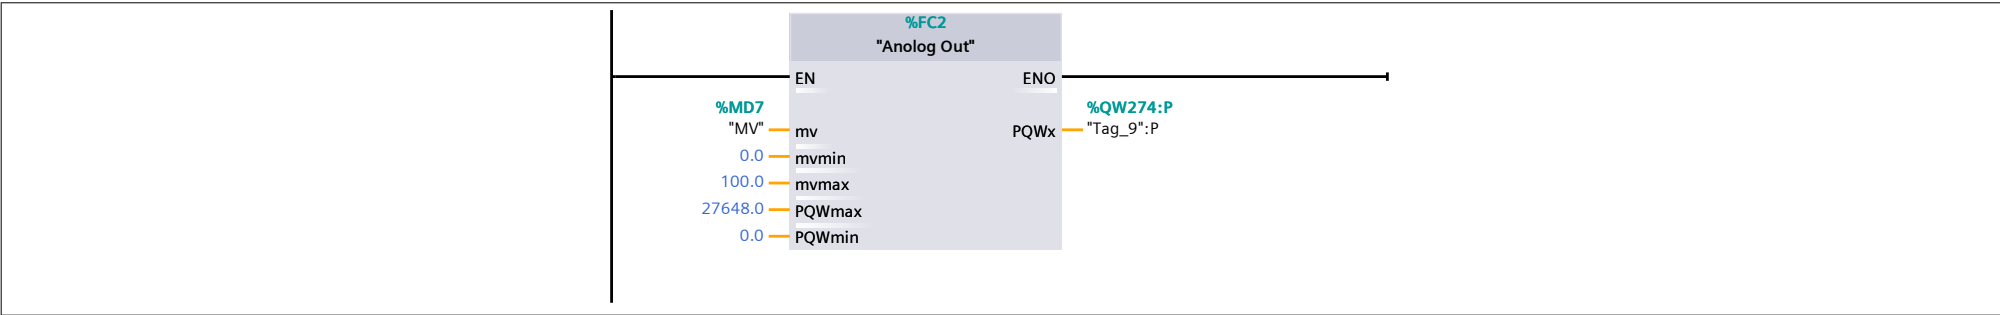 %FC2
"Anolog Out"
EN ENO
%MD7 %QW274:P
"MV" mv PQWx "Tag_9":P
0.0 mvmin
100.0 mvmax
27648.0 PQWmax
0.0 PQWmin